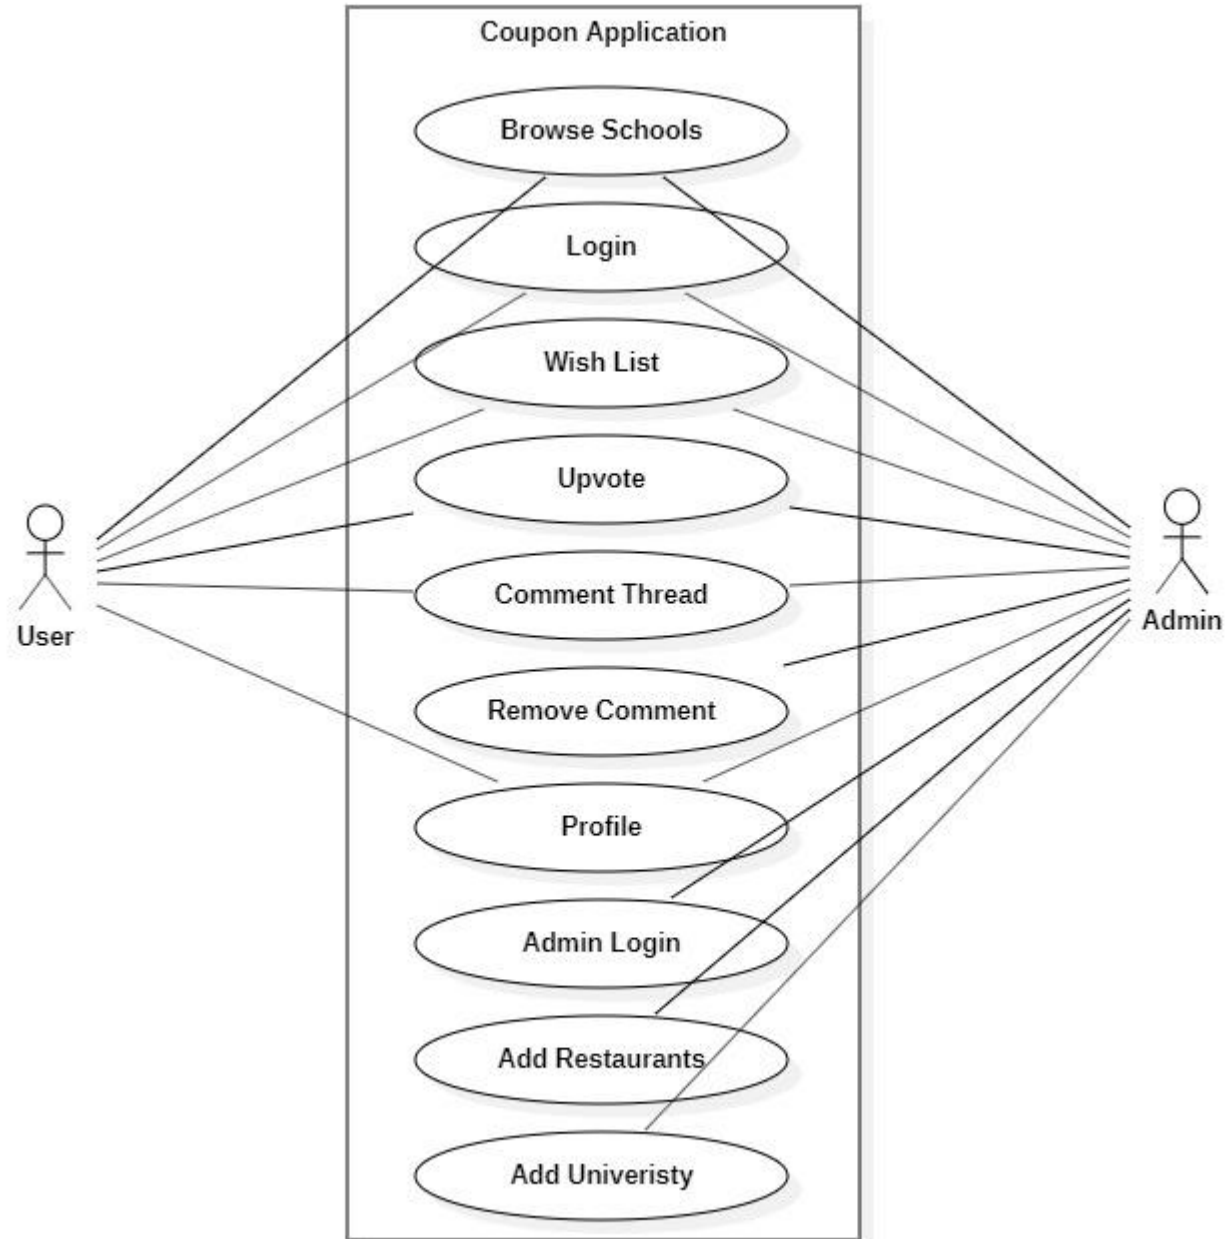 Coupon Application
Browse Schools
Login
Wish List
Upvote
Comment Thread
User
Admin
Remove Comment
Profile
Admin Login
Add Restaurants
Add Univeristy